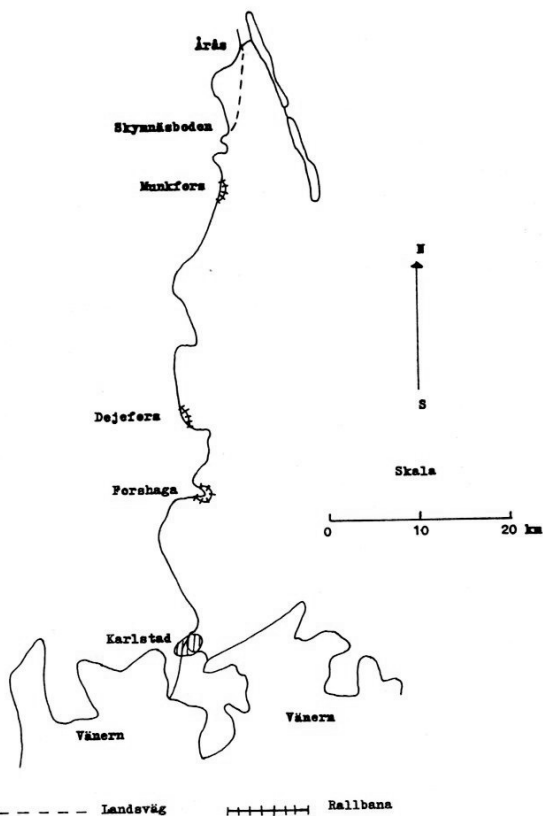 Årås
Skymnäsboden
Munkfors
N
S
Dejefors
Forshaga
Skala
0 10 20 km
Karlstad
Vänern
Vänern
Landsväg
Rallbana